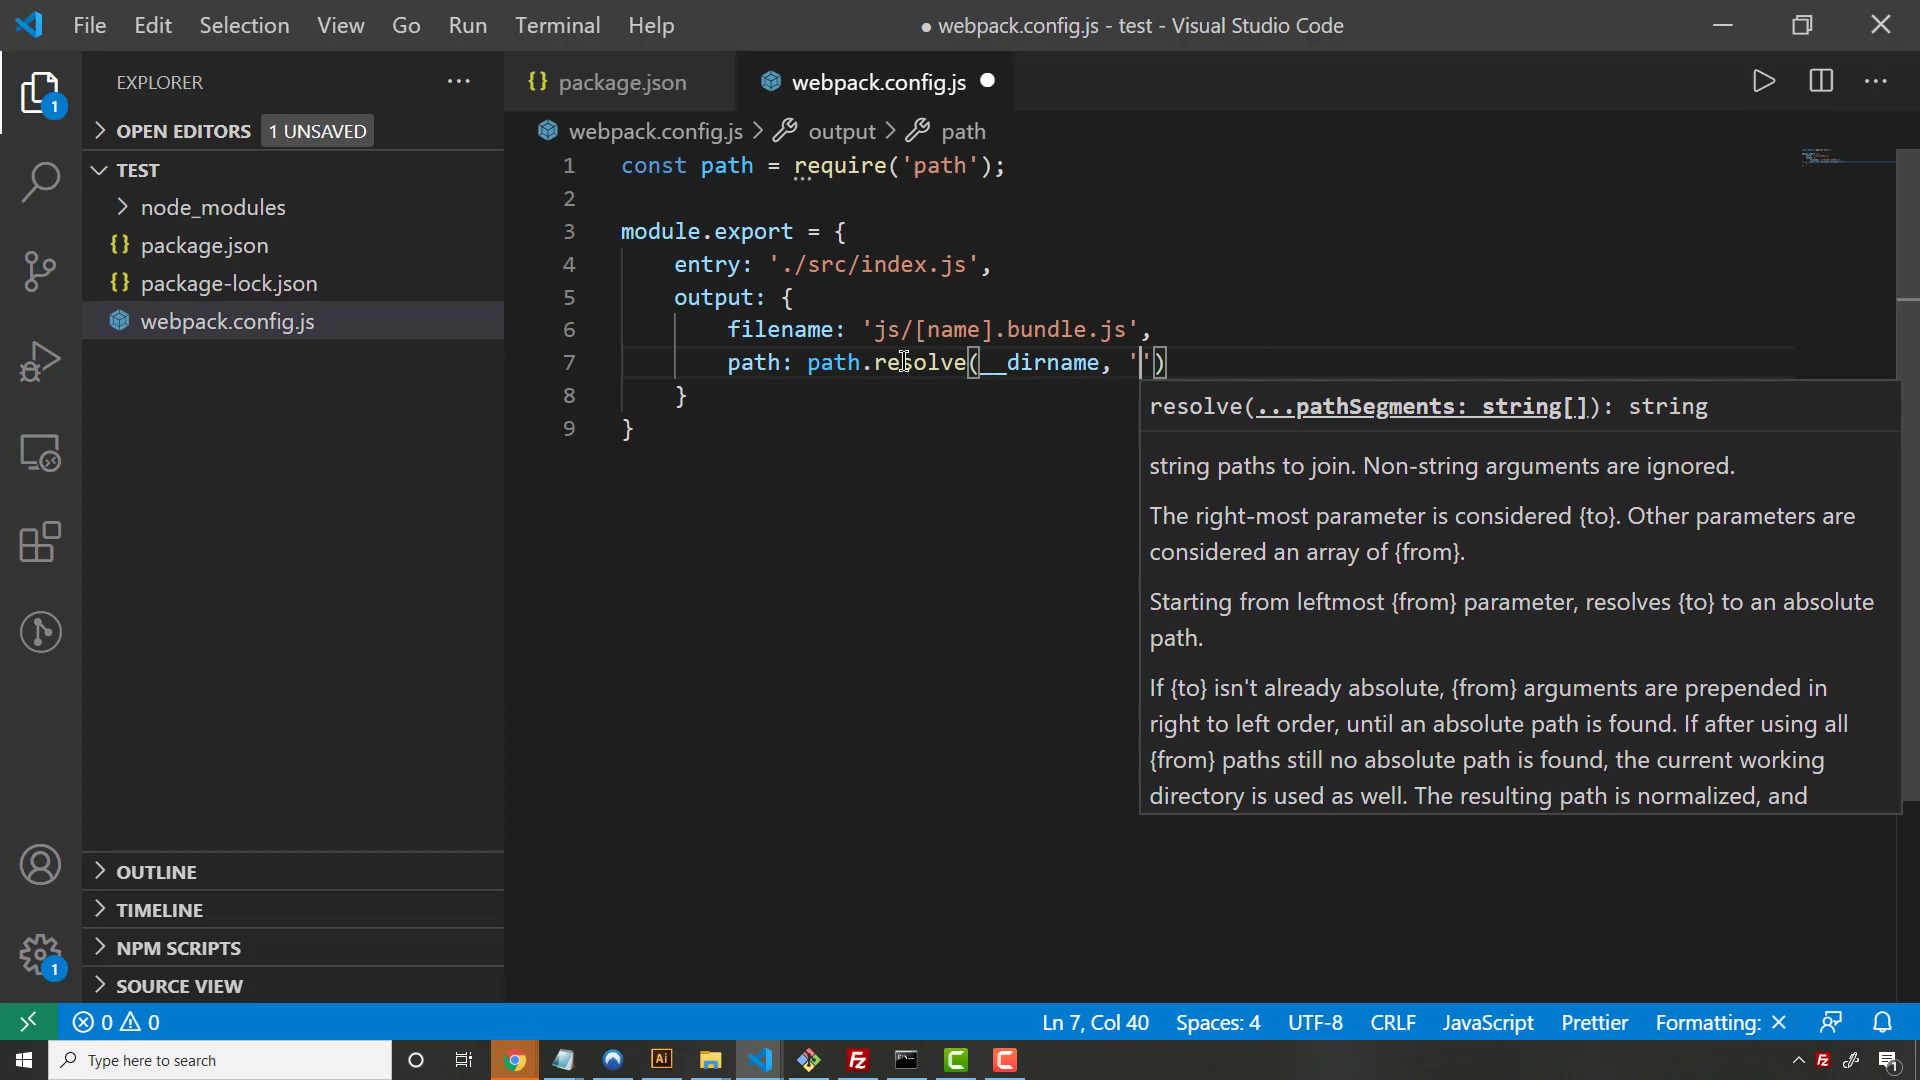 File Edit Selection View Go Run Terminal Help
● webpack.config.js - test - Visual Studio Code
EXPLORER
OPEN EDITORS 1 UNSAVED
TEST
node_modules
{} package.json
{} package-lock.json
webpack.config.js
OUTLINE
TIMELINE
NPM SCRIPTS
SOURCE VIEW
1
1
{} package.json
webpack.config.js
webpack.config.js > output > path
1 const path = require('path');
2
3 module.export = {
4 entry: './src/index.js',
5 output: {
6 filename: 'js/[name].bundle.js',
7 path: path.resolve(__dirname, '')
8 }
9 }
resolve(...pathSegments: string[]): string
string paths to join. Non-string arguments are ignored.
The right-most parameter is considered {to}. Other parameters are
considered an array of {from}.
Starting from leftmost {from} parameter, resolves {to} to an absolute
path.
If {to} isn't already absolute, {from} arguments are prepended in
right to left order, until an absolute path is found. If after using all
{from} paths still no absolute path is found, the current working
directory is used as well. The resulting path is normalized, and
0 0
Ln 7, Col 40 Spaces: 4 UTF-8 CRLF JavaScript Prettier Formatting: ×
Type here to search
Ai
Fz
1